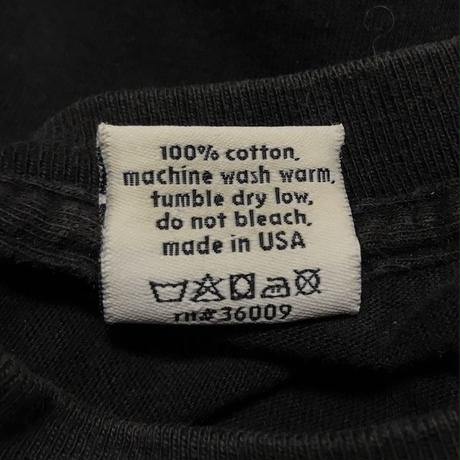 100% cotton,
machine wash warm,
tumble dry low,
do not bleach,
made in USA
rn# 36009